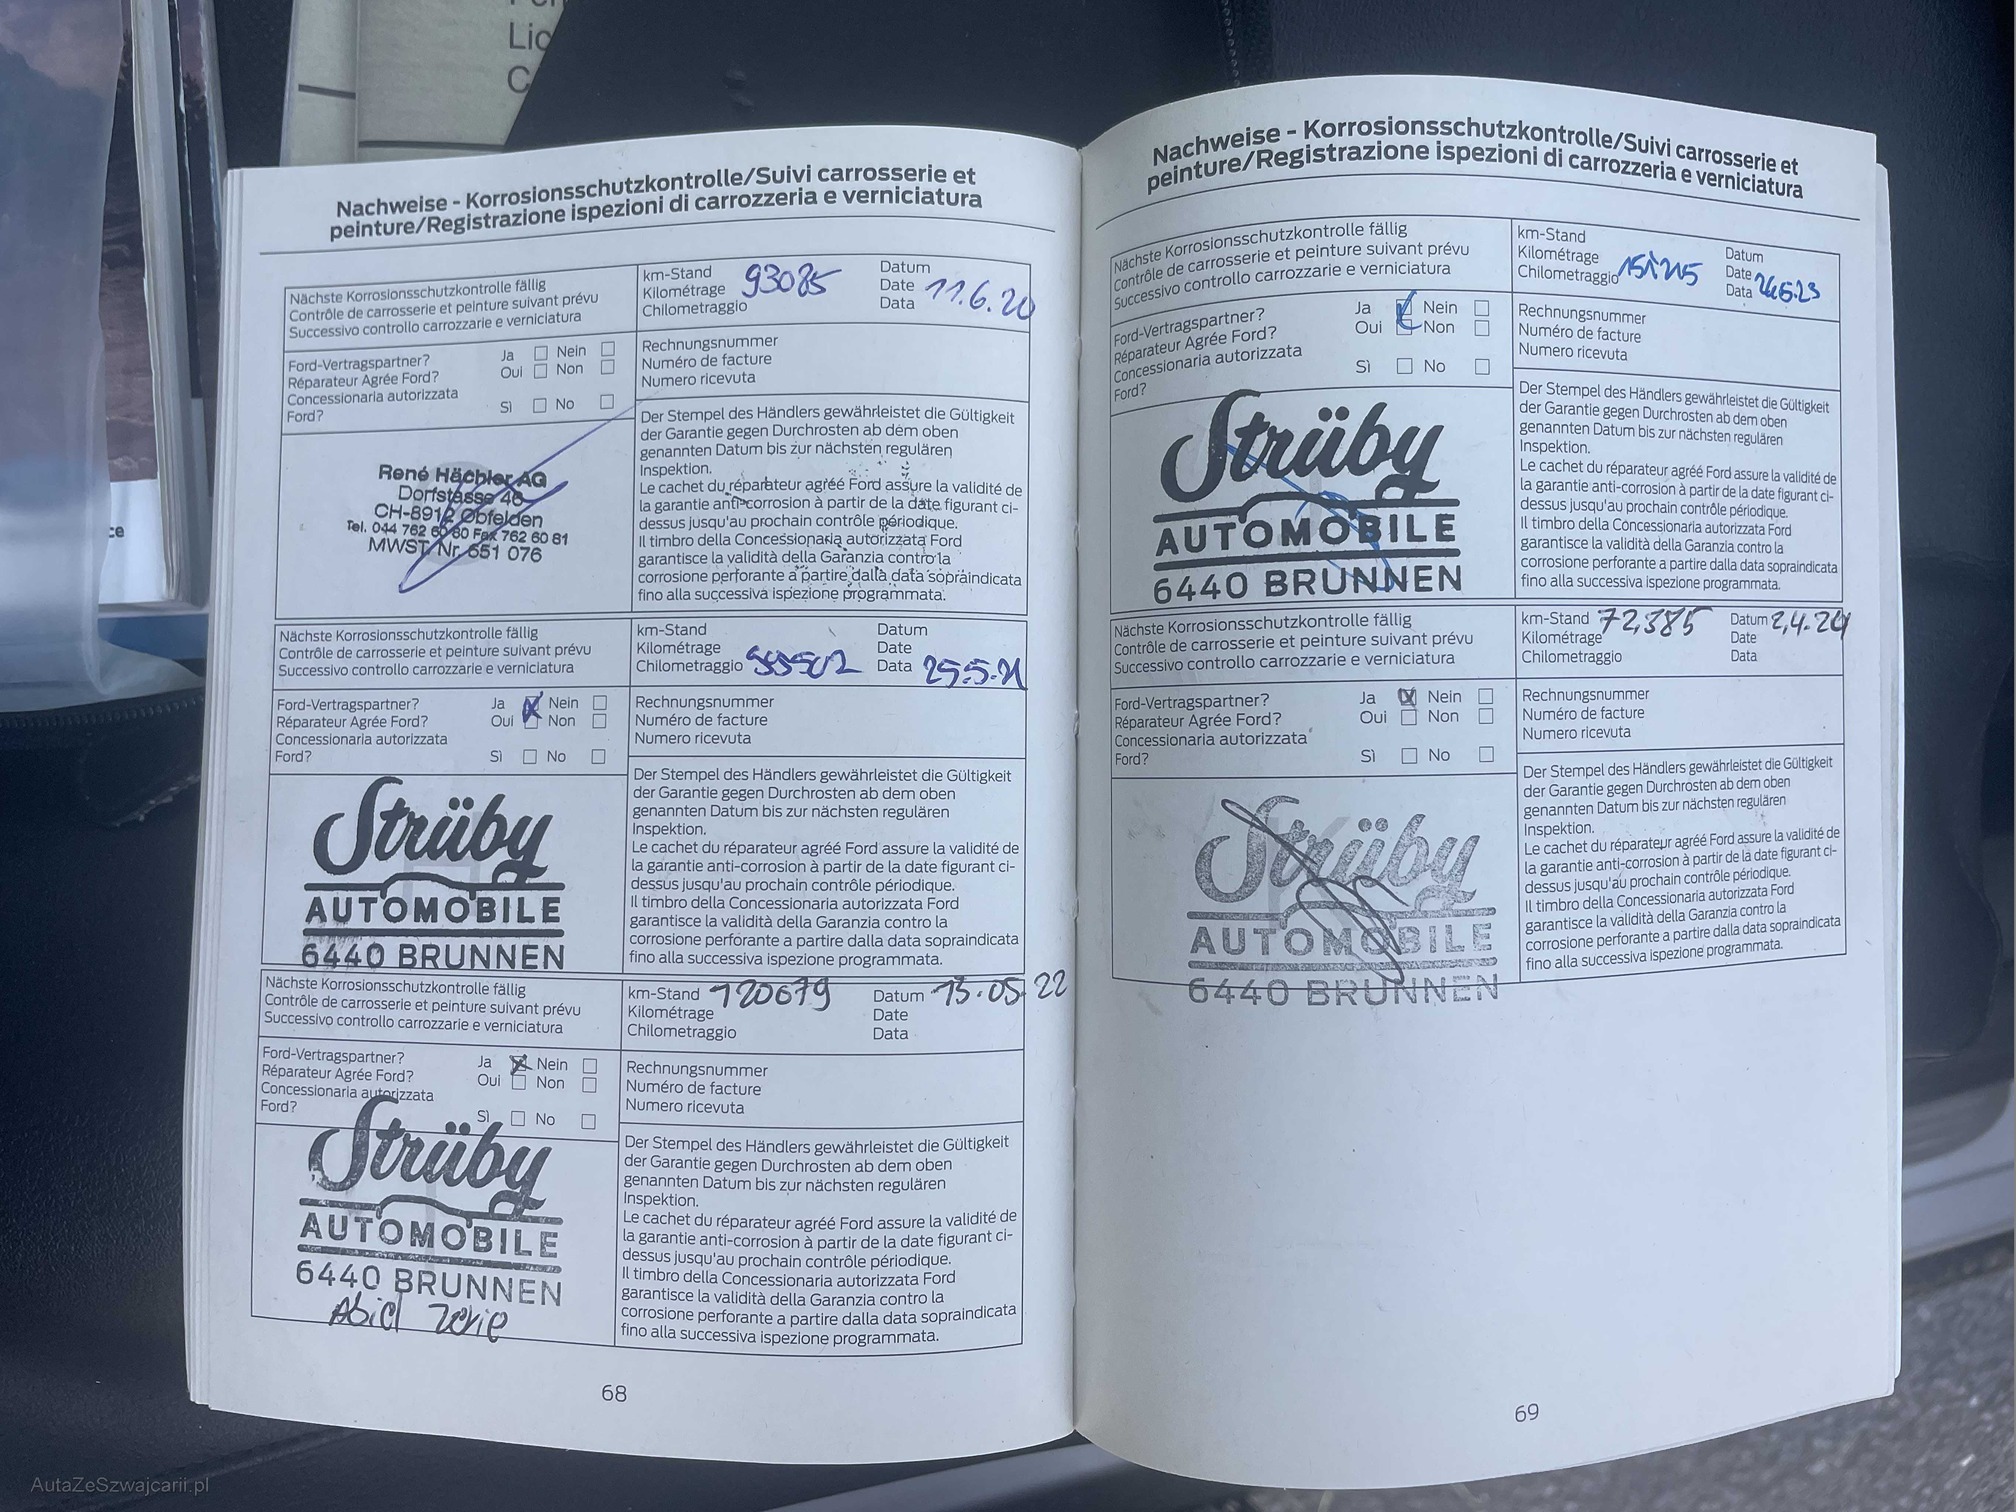 Lic
C
ce
Nachweise - Korrosionsschutzkontrolle/Suivi carrosserie et
peinture/Registrazione ispezioni di carrozzeria e verniciatura
Nächste Korrosionsschutzkontrolle fällig
Contrôle de carrosserie et peinture suivant prévu
Successivo controllo carrozzarie e verniciatura
km-Stand
Kilométrage 93085
Chilometraggio
Datum
Date 11.6.20
Data
Ford-Vertragspartner?
Réparateur Agrée Ford?
Concessionaria autorizzata
Ford?
Ja Nein
Oui Non
Sì No
Rechnungsnummer
Numéro de facture
Numero ricevuta
René Hächler AG
Dorfstasse 46
CH-8912 Obfelden
Tel. 044 762 60 80 Fax 762 60 81
MWST Nr. 651 076
Der Stempel des Händlers gewährleistet die Gültigkeit
der Garantie gegen Durchrosten ab dem oben
genannten Datum bis zur nächsten regulären
Inspektion.
Le cachet du réparateur agréé Ford assure la validité de
la garantie anti-corrosion à partir de la date figurant ci-
dessus jusqu'au prochain contrôle périodique.
Il timbro della Concessionaria autorizzata Ford
garantisce la validità della Garanzia contro la
corrosione perforante a partire dalla data sopraindicata
fino alla successiva ispezione programmata.
Nächste Korrosionsschutzkontrolle fällig
Contrôle de carrosserie et peinture suivant prévu
Successivo controllo carrozzarie e verniciatura
km-Stand
Kilométrage
Chilometraggio
Datum
Date
Data 25.5.21
Ford-Vertragspartner?
Réparateur Agrée Ford?
Concessionaria autorizzata
Ford?
Ja Nein
Oui Non
Sì No
Rechnungsnummer
Numéro de facture
Numero ricevuta
Strüby
AUTOMOBILE
6440 BRUNNEN
Der Stempel des Händlers gewährleistet die Gültigkeit
der Garantie gegen Durchrosten ab dem oben
genannten Datum bis zur nächsten regulären
Inspektion.
Le cachet du réparateur agréé Ford assure la validité de
la garantie anti-corrosion à partir de la date figurant ci-
dessus jusqu'au prochain contrôle périodique.
Il timbro della Concessionaria autorizzata Ford
garantisce la validità della Garanzia contro la
corrosione perforante a partire dalla data sopraindicata
fino alla successiva ispezione programmata.
Nächste Korrosionsschutzkontrolle fällig
Contrôle de carrosserie et peinture suivant prévu
Successivo controllo carrozzarie e verniciatura
km-Stand 120679
Kilométrage
Chilometraggio
Datum 13.05.22
Date
Data
Ford-Vertragspartner?
Réparateur Agrée Ford?
Concessionaria autorizzata
Ford?
Ja Nein
Oui Non
Sì No
Rechnungsnummer
Numéro de facture
Numero ricevuta
Strüby
AUTOMOBILE
6440 BRUNNEN
Der Stempel des Händlers gewährleistet die Gültigkeit
der Garantie gegen Durchrosten ab dem oben
genannten Datum bis zur nächsten regulären
Inspektion.
Le cachet du réparateur agréé Ford assure la validité de
la garantie anti-corrosion à partir de la date figurant ci-
dessus jusqu'au prochain contrôle périodique.
Il timbro della Concessionaria autorizzata Ford
garantisce la validità della Garanzia contro la
corrosione perforante a partire dalla data sopraindicata
fino alla successiva ispezione programmata.
68
Nachweise - Korrosionsschutzkontrolle/Suivi carrosserie et
peinture/Registrazione ispezioni di carrozzeria e verniciatura
Nächste Korrosionsschutzkontrolle fällig
Contrôle de carrosserie et peinture suivant prévu
Successivo controllo carrozzarie e verniciatura
km-Stand
Kilométrage
Chilometraggio
Datum
Date
Data
Ford-Vertragspartner?
Réparateur Agrée Ford?
Concessionaria autorizzata
Ford?
Ja Nein
Oui Non
Sì No
Rechnungsnummer
Numéro de facture
Numero ricevuta
Strüby
AUTOMOBILE
6440 BRUNNEN
Der Stempel des Händlers gewährleistet die Gültigkeit
der Garantie gegen Durchrosten ab dem oben
genannten Datum bis zur nächsten regulären
Inspektion.
Le cachet du réparateur agréé Ford assure la validité de
la garantie anti-corrosion à partir de la date figurant ci-
dessus jusqu'au prochain contrôle périodique.
Il timbro della Concessionaria autorizzata Ford
garantisce la validità della Garanzia contro la
corrosione perforante a partire dalla data sopraindicata
fino alla successiva ispezione programmata.
Nächste Korrosionsschutzkontrolle fällig
Contrôle de carrosserie et peinture suivant prévu
Successivo controllo carrozzarie e verniciatura
km-Stand 72,385
Kilométrage
Chilometraggio
Datum 2,4.24
Date
Data
Ford-Vertragspartner?
Réparateur Agrée Ford?
Concessionaria autorizzata
Ford?
Ja Nein
Oui Non
Sì No
Rechnungsnummer
Numéro de facture
Numero ricevuta
Strüby
AUTOMOBILE
6440 BRUNNEN
Der Stempel des Händlers gewährleistet die Gültigkeit
der Garantie gegen Durchrosten ab dem oben
genannten Datum bis zur nächsten regulären
Inspektion.
Le cachet du réparateur agréé Ford assure la validité de
la garantie anti-corrosion à partir de la date figurant ci-
dessus jusqu'au prochain contrôle périodique.
Il timbro della Concessionaria autorizzata Ford
garantisce la validità della Garanzia contro la
corrosione perforante a partire dalla data sopraindicata
fino alla successiva ispezione programmata.
69
AutaZeSzwajcarii.pl